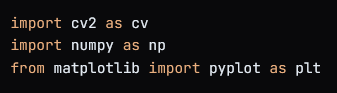 import cv2 as cv
import numpy as np
from matplotlib import pyplot as plt